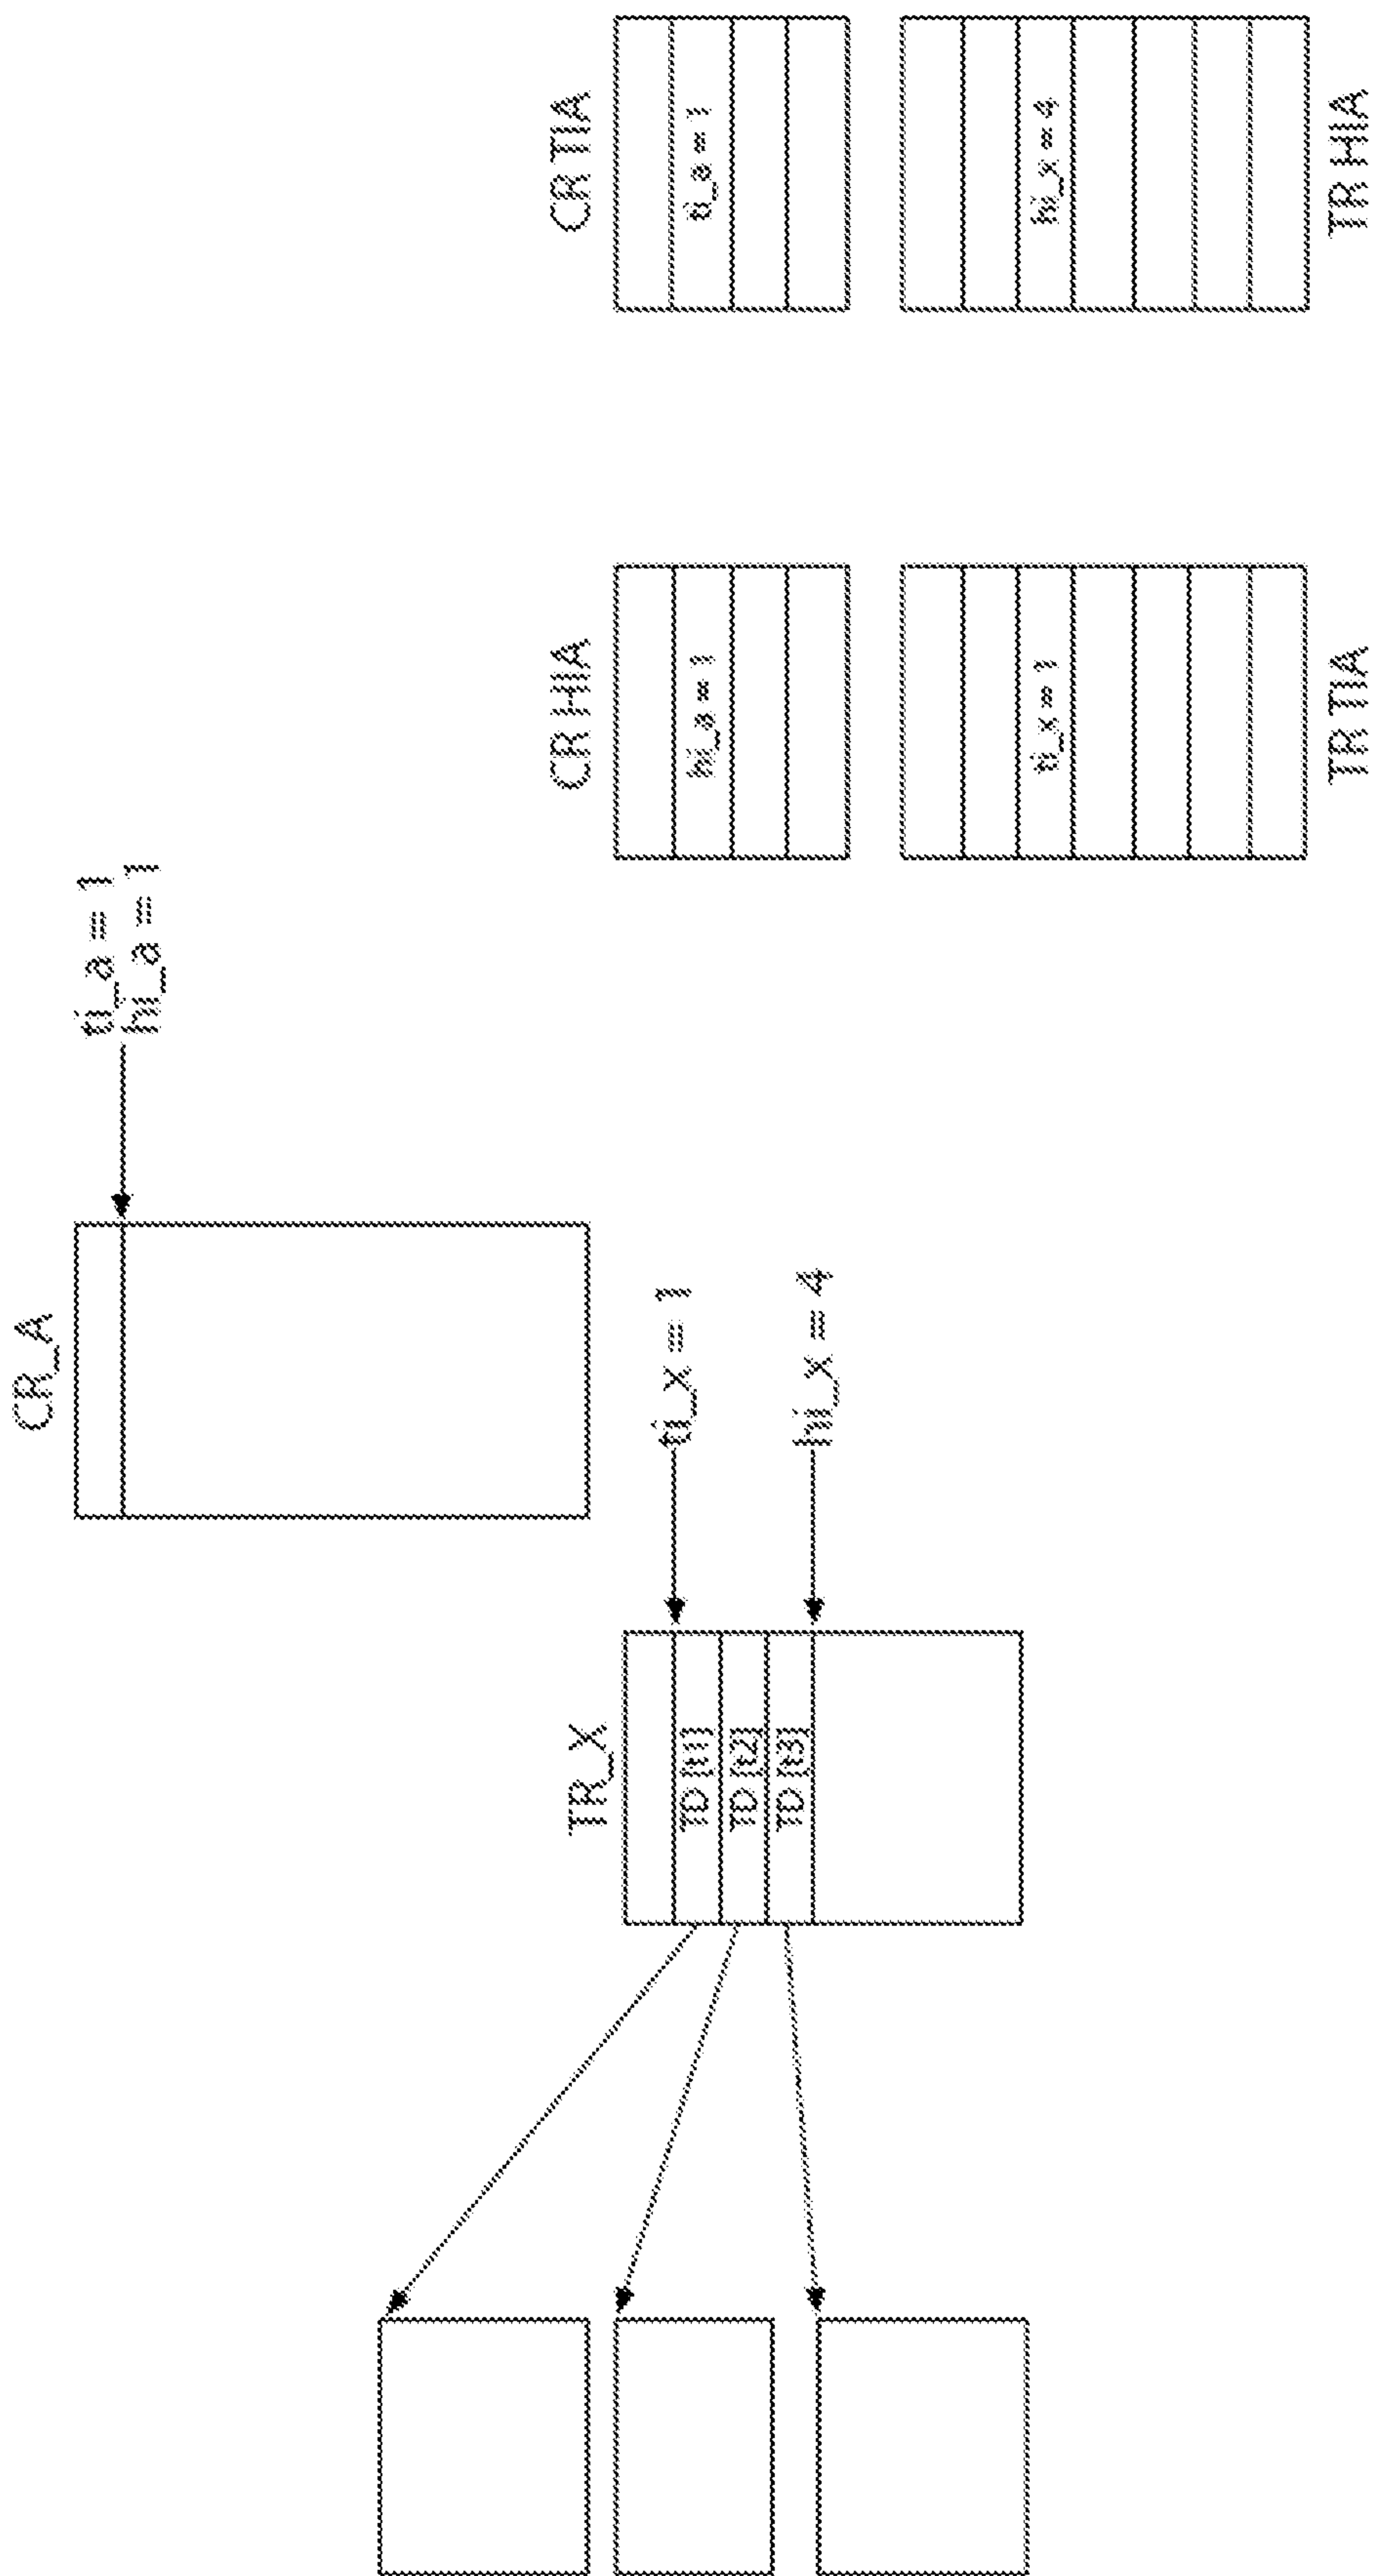 CR_A
ti_a = 1
hi_a = 1
TR_X
TD [t1]
TD [t2]
TD [t3]
ti_x = 1
hi_x = 4
CR HIA
hi_a = 1
CR TIA
ti_a = 1
ti_x = 1
TR TIA
hi_x = 4
TR HIA